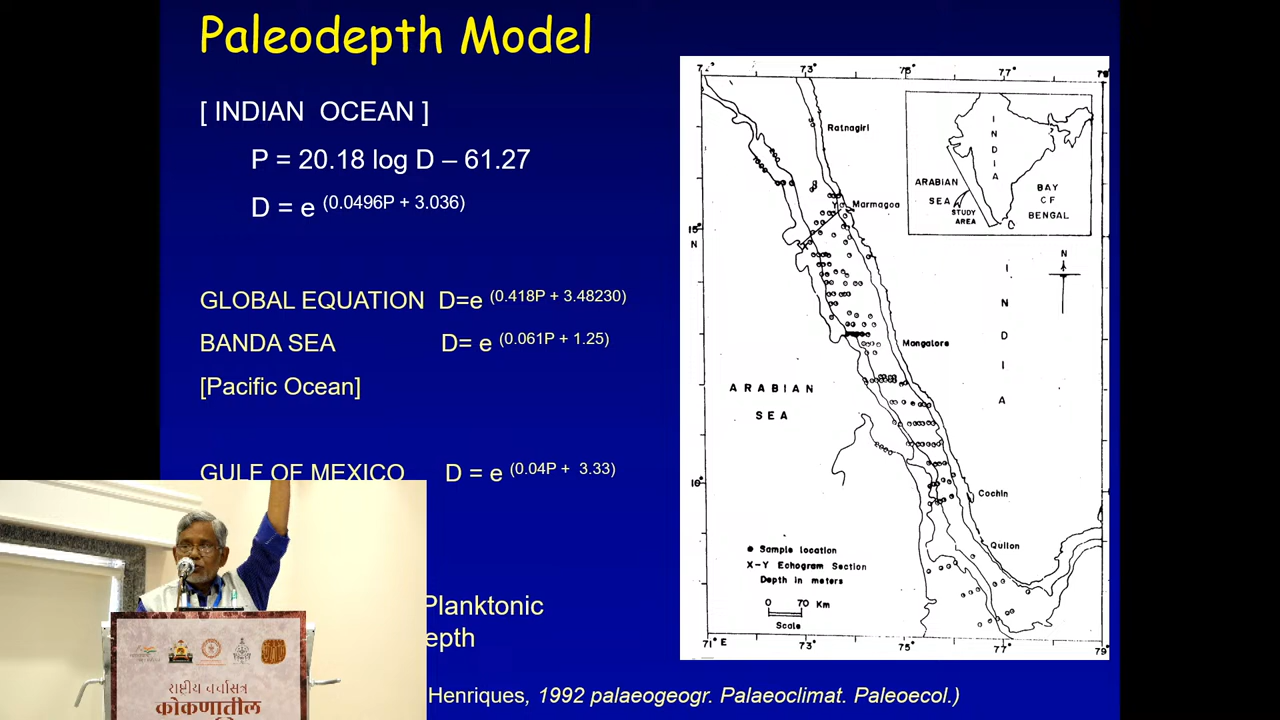 Paleodepth Model
[ INDIAN OCEAN ]
P = 20.18 log D – 61.27
D = e (0.0496P + 3.036)
GLOBAL EQUATION D=e (0.418P + 3.48230)
BANDA SEA D= e (0.061P + 1.25)
[Pacific Ocean]
GULF OF MEXICO D = e (0.04P + 3.33)
Planktonic
epth
Henriques, 1992 palaeogeogr. Palaeoclimat. Paleoecol.)
73° 75° 77° 79°
Ratnagiri
INDIA
ARABIAN
SEA
STUDY
AREA
BAY
CF
BENGAL
Marmagoa
15°
N
X
Y
N
INDIA
Mangalore
ARABIAN
SEA
10°
Cochin
Quilon
Sample location
X-Y Echogram Section
Depth in meters
0 70 Km
Scale
71° E 73° 75° 77° 79°
राष्ट्रीय चर्चासत्र
कोकणातील